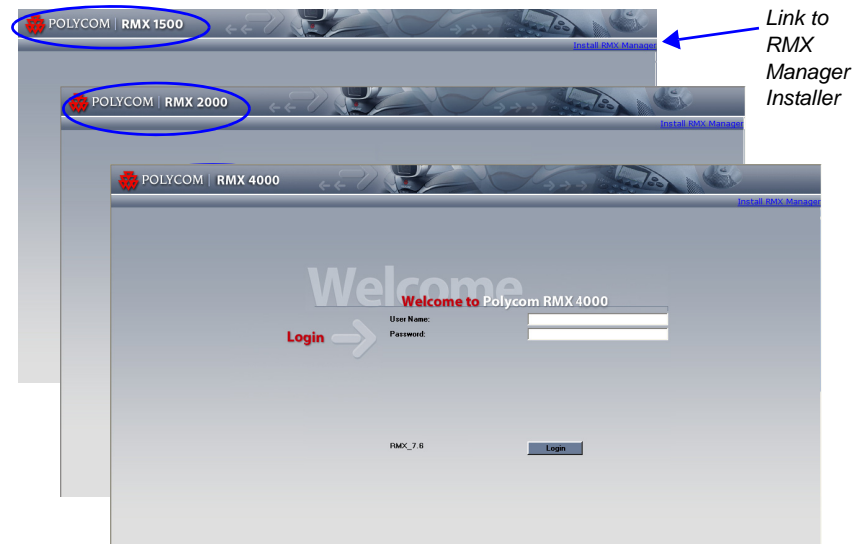 POLYCOM | RMX 1500
Install RMX Manager
Link to
RMX
Manager
Installer
POLYCOM | RMX 2000
Install RMX Manager
POLYCOM | RMX 4000
Install RMX Manager
Welcome
Welcome to Polycom RMX 4000
User Name:
Login
Password:
RMX_7.6
Login